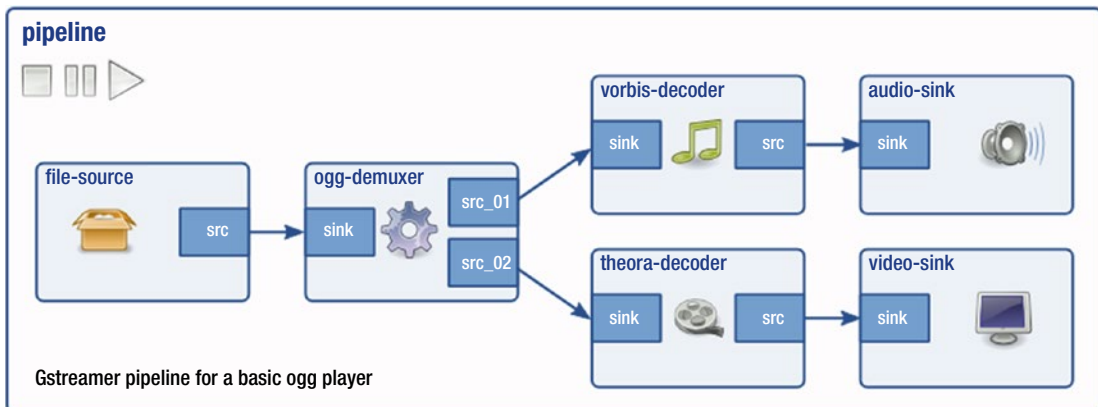 pipeline
file-source
src
ogg-demuxer
sink
src_01
src_02
vorbis-decoder
sink
src
audio-sink
sink
theora-decoder
sink
src
video-sink
sink
Gstreamer pipeline for a basic ogg player